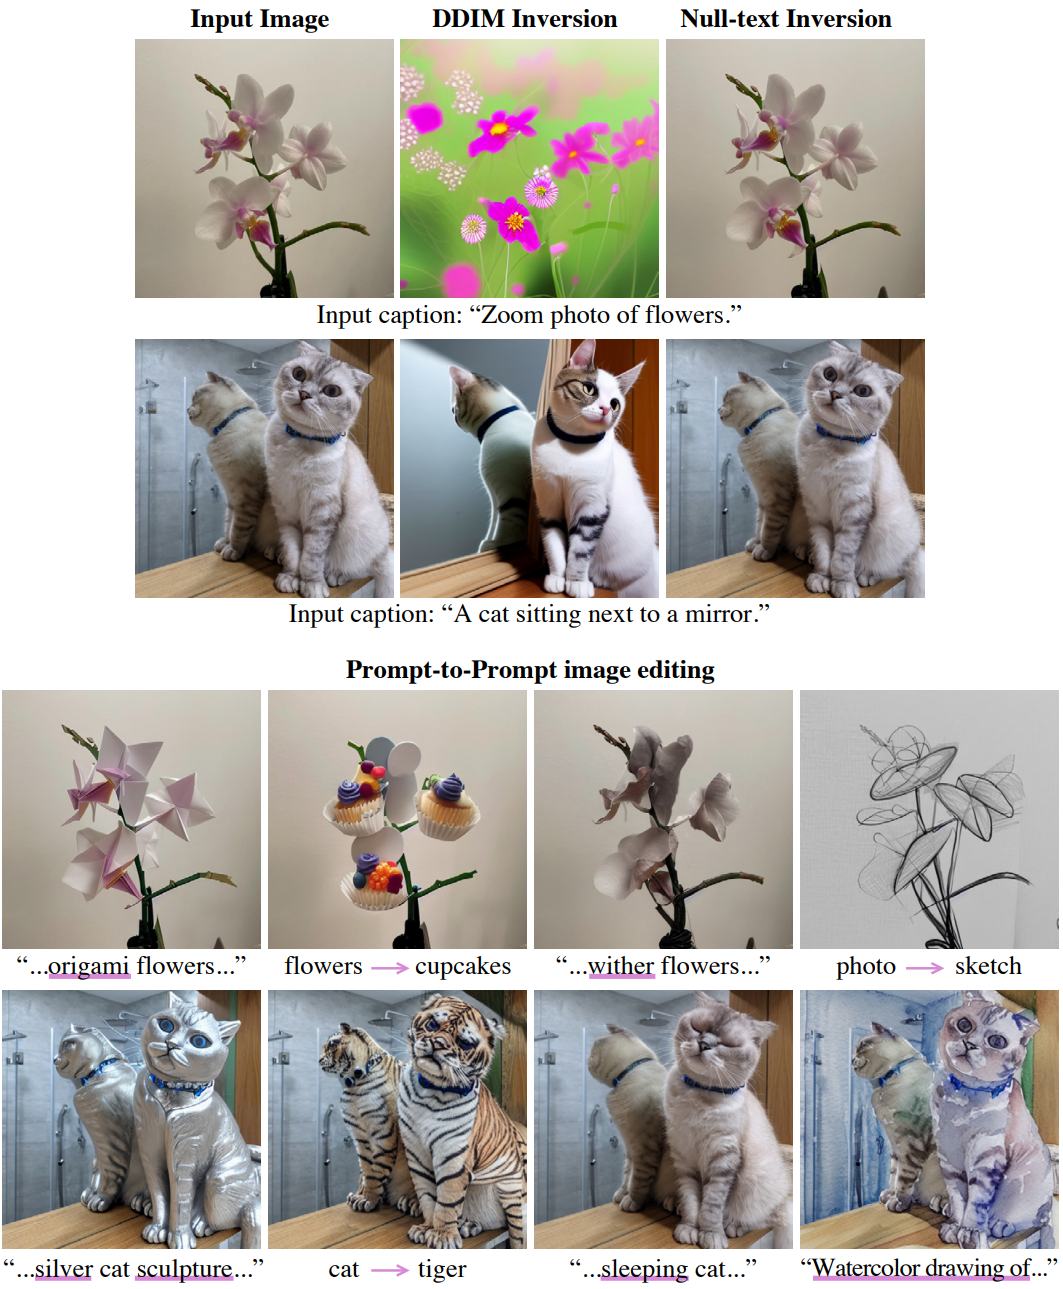 Input Image DDIM Inversion Null-text Inversion
Input caption: “Zoom photo of flowers.”
Input caption: “A cat sitting next to a mirror.”
Prompt-to-Prompt image editing
“...origami flowers...” flowers → cupcakes “...wither flowers...” photo → sketch
“...silver cat sculpture...” cat → tiger “...sleeping cat...” “Watercolor drawing of...”